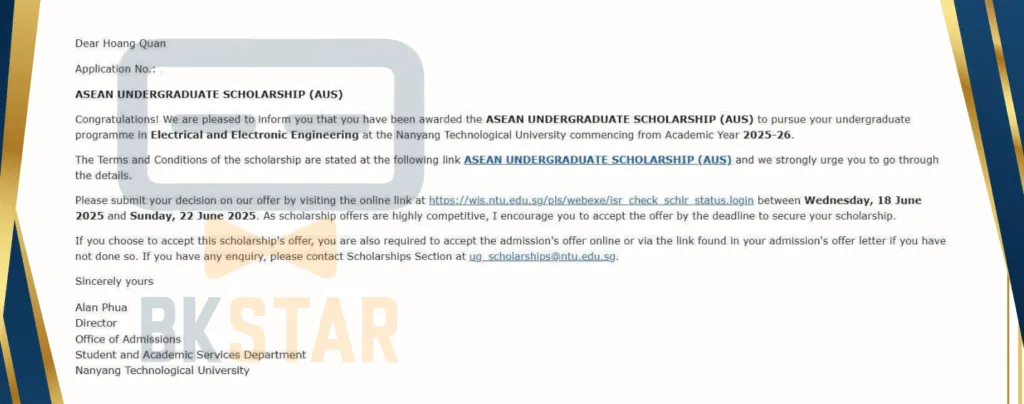 Dear Hoang Quan
Application No.:
ASEAN UNDERGRADUATE SCHOLARSHIP (AUS)
Congratulations! We are pleased to inform you that you have been awarded the ASEAN UNDERGRADUATE SCHOLARSHIP (AUS) to pursue your undergraduate
programme in Electrical and Electronic Engineering at the Nanyang Technological University commencing from Academic Year 2025-26.
The Terms and Conditions of the scholarship are stated at the following link ASEAN UNDERGRADUATE SCHOLARSHIP (AUS) and we strongly urge you to go through
the details.
Please submit your decision on our offer by visiting the online link at https://wis.ntu.edu.sg/pls/webexe/isr_check_schlr_status.login between Wednesday, 18 June
2025 and Sunday, 22 June 2025. As scholarship offers are highly competitive, I encourage you to accept the offer by the deadline to secure your scholarship.
If you choose to accept this scholarship's offer, you are also required to accept the admission's offer online or via the link found in your admission's offer letter if you have
not done so. If you have any enquiry, please contact Scholarships Section at ug_scholarships@ntu.edu.sg.
Sincerely yours
Alan Phua
Director
Office of Admissions
Student and Academic Services Department
Nanyang Technological University
BKSTAR